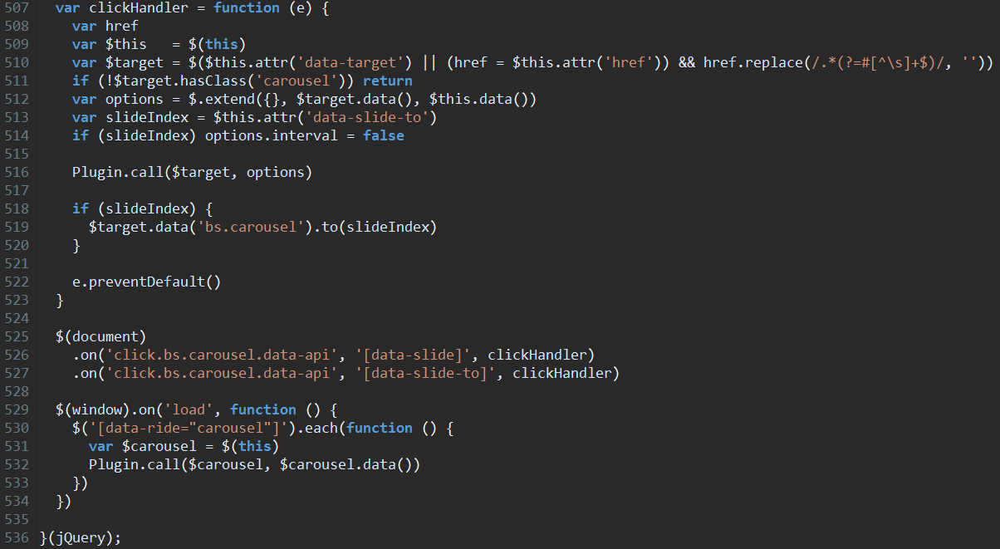 507   var clickHandler = function (e) {
508     var href
509     var $this   = $(this)
510     var $target = $($this.attr('data-target') || (href = $this.attr('href')) && href.replace(/.*(?=#[^\s]+$)/, ''))
511     if (!$target.hasClass('carousel')) return
512     var options = $.extend({}, $target.data(), $this.data())
513     var slideIndex = $this.attr('data-slide-to')
514     if (slideIndex) options.interval = false
515
516     Plugin.call($target, options)
517
518     if (slideIndex) {
519       $target.data('bs.carousel').to(slideIndex)
520     }
521
522     e.preventDefault()
523   }
524
525   $(document)
526     .on('click.bs.carousel.data-api', '[data-slide]', clickHandler)
527     .on('click.bs.carousel.data-api', '[data-slide-to]', clickHandler)
528
529   $(window).on('load', function () {
530     $('[data-ride="carousel"]').each(function () {
531       var $carousel = $(this)
532       Plugin.call($carousel, $carousel.data())
533     })
534   })
535
536 }(jQuery);